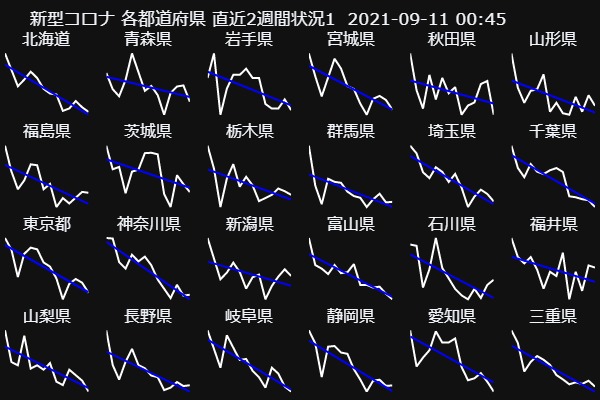 新型コロナ 各都道府県 直近2週間状況1 2021-09-11 00:45
北海道 青森県 岩手県 宮城県 秋田県 山形県
福島県 茨城県 栃木県 群馬県 埼玉県 千葉県
東京都 神奈川県 新潟県 富山県 石川県 福井県
山梨県 長野県 岐阜県 静岡県 愛知県 三重県